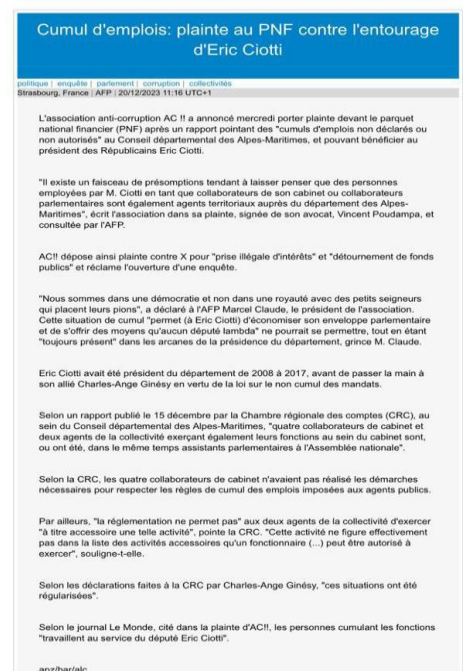 Cumul d'emplois: plainte au PNF contre l'entourage
d'Eric Ciotti
politique | enquête | parlement | corruption | collectivités
Strasbourg, France | AFP | 20/12/2023 11:16 UTC+1
L'association anti-corruption AC !! a annoncé mercredi porter plainte devant le parquet
national financier (PNF) après un rapport pointant des "cumuls d'emplois non déclarés ou
non autorisés" au Conseil départemental des Alpes-Maritimes, et pouvant bénéficier au
président des Républicains Eric Ciotti.
"Il existe un faisceau de présomptions tendant à laisser penser que des personnes
employées par M. Ciotti en tant que collaborateurs de son cabinet ou collaborateurs
parlementaires sont également agents territoriaux auprès du département des Alpes-
Maritimes", écrit l'association dans sa plainte, signée de son avocat, Vincent Poudampa, et
consultée par l'AFP.
AC!! dépose ainsi plainte contre X pour "prise illégale d'intérêts" et "détournement de fonds
publics" et réclame l'ouverture d'une enquête.
"Nous sommes dans une démocratie et non dans une royauté avec des petits seigneurs
qui placent leurs pions", a déclaré à l'AFP Marcel Claude, le président de l'association.
Cette situation de cumul "permet (à Eric Ciotti) d'économiser son enveloppe parlementaire
et de s'offrir des moyens qu'aucun député lambda" ne pourrait se permettre, tout en étant
"toujours présent" dans les arcanes de la présidence du département, grince M. Claude.
Eric Ciotti avait été président du département de 2008 à 2017, avant de passer la main à
son allié Charles-Ange Ginésy en vertu de la loi sur le non cumul des mandats.
Selon un rapport publié le 15 décembre par la Chambre régionale des comptes (CRC), au
sein du Conseil départemental des Alpes-Maritimes, "quatre collaborateurs de cabinet et
deux agents de la collectivité exerçant également leurs fonctions au sein du cabinet sont,
ou ont été, dans le même temps assistants parlementaires à l'Assemblée nationale".
Selon la CRC, les quatre collaborateurs de cabinet n'avaient pas réalisé les démarches
nécessaires pour respecter les règles de cumul des emplois imposées aux agents publics.
Par ailleurs, "la réglementation ne permet pas" aux deux agents de la collectivité d'exercer
"à titre accessoire une telle activité", pointe la CRC. "Cette activité ne figure effectivement
pas dans la liste des activités accessoires qu'un fonctionnaire (...) peut être autorisé à
exercer", souligne-t-elle.
Selon les déclarations faites à la CRC par Charles-Ange Ginésy, "ces situations ont été
régularisées".
Selon le journal Le Monde, cité dans la plainte d'AC!!, les personnes cumulant les fonctions
"travaillent au service du député Eric Ciotti".
apz/bar/alc